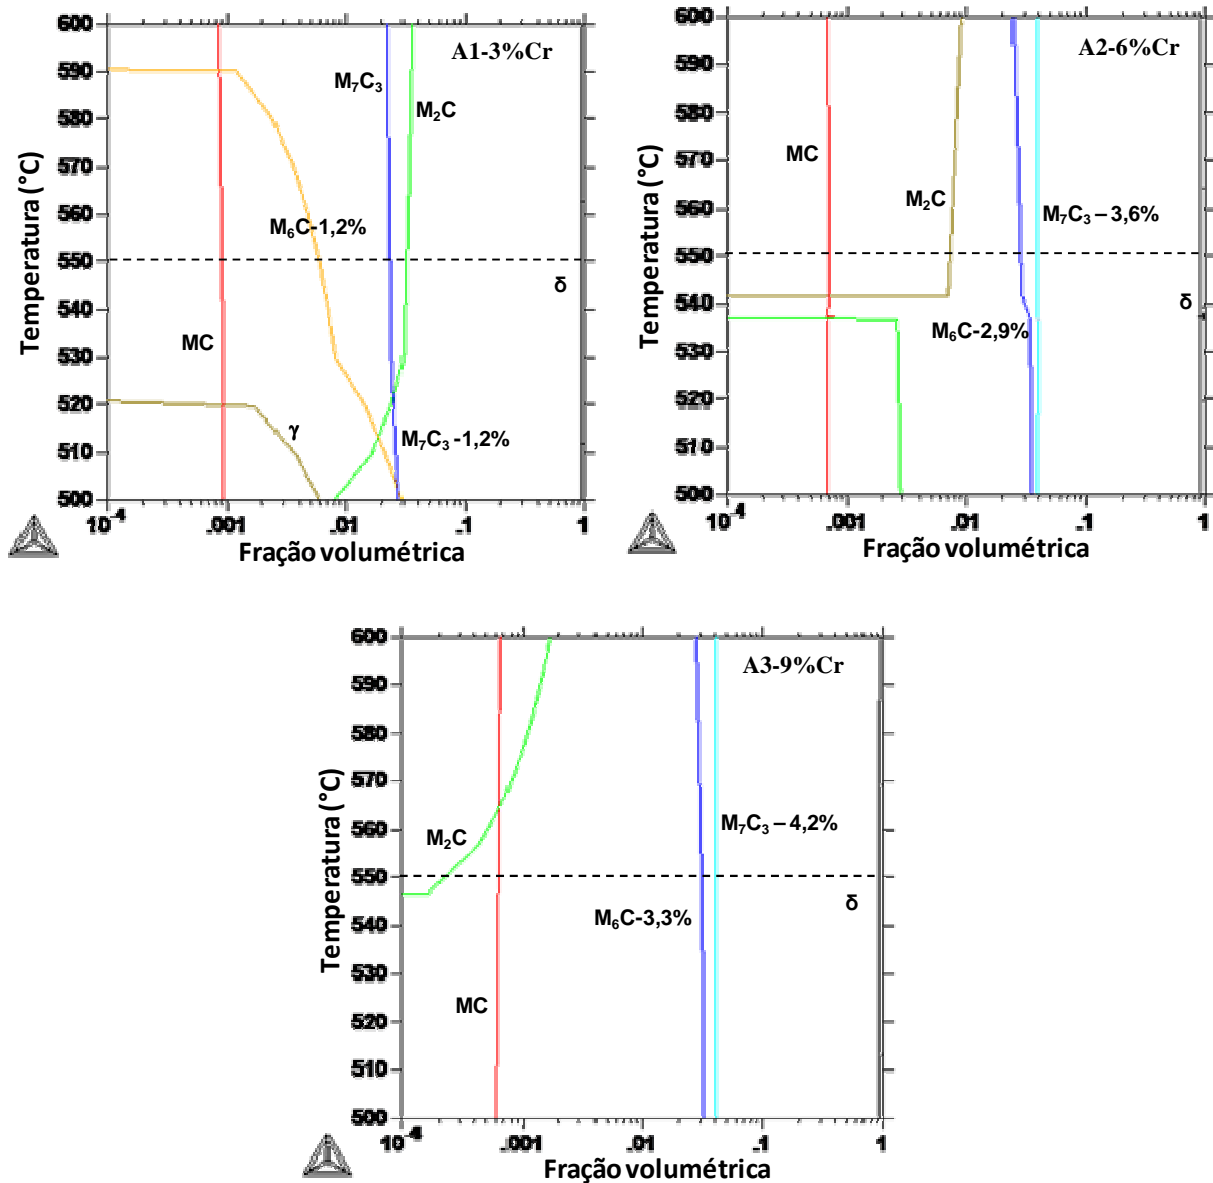 600
590
580
570
560
550
540
530
520
510
500
Temperatura (°C)
A1-3%Cr
M₇C₃
M₂C
M₆C-1,2%
δ
MC
γ
M₇C₃ -1,2%
10⁻⁴ .001 .01 .1 1
Fração volumétrica
600
590
580
570
560
550
540
530
520
510
500
Temperatura (°C)
A2-6%Cr
MC
M₂C
M₇C₃ – 3,6%
δ
M₆C-2,9%
10⁻⁴ .001 .01 .1 1
Fração volumétrica
600
590
580
570
560
550
540
530
520
510
500
Temperatura (°C)
A3-9%Cr
M₂C
M₇C₃ – 4,2%
M₆C-3,3%
δ
MC
10⁻⁴ .001 .01 .1 1
Fração volumétrica